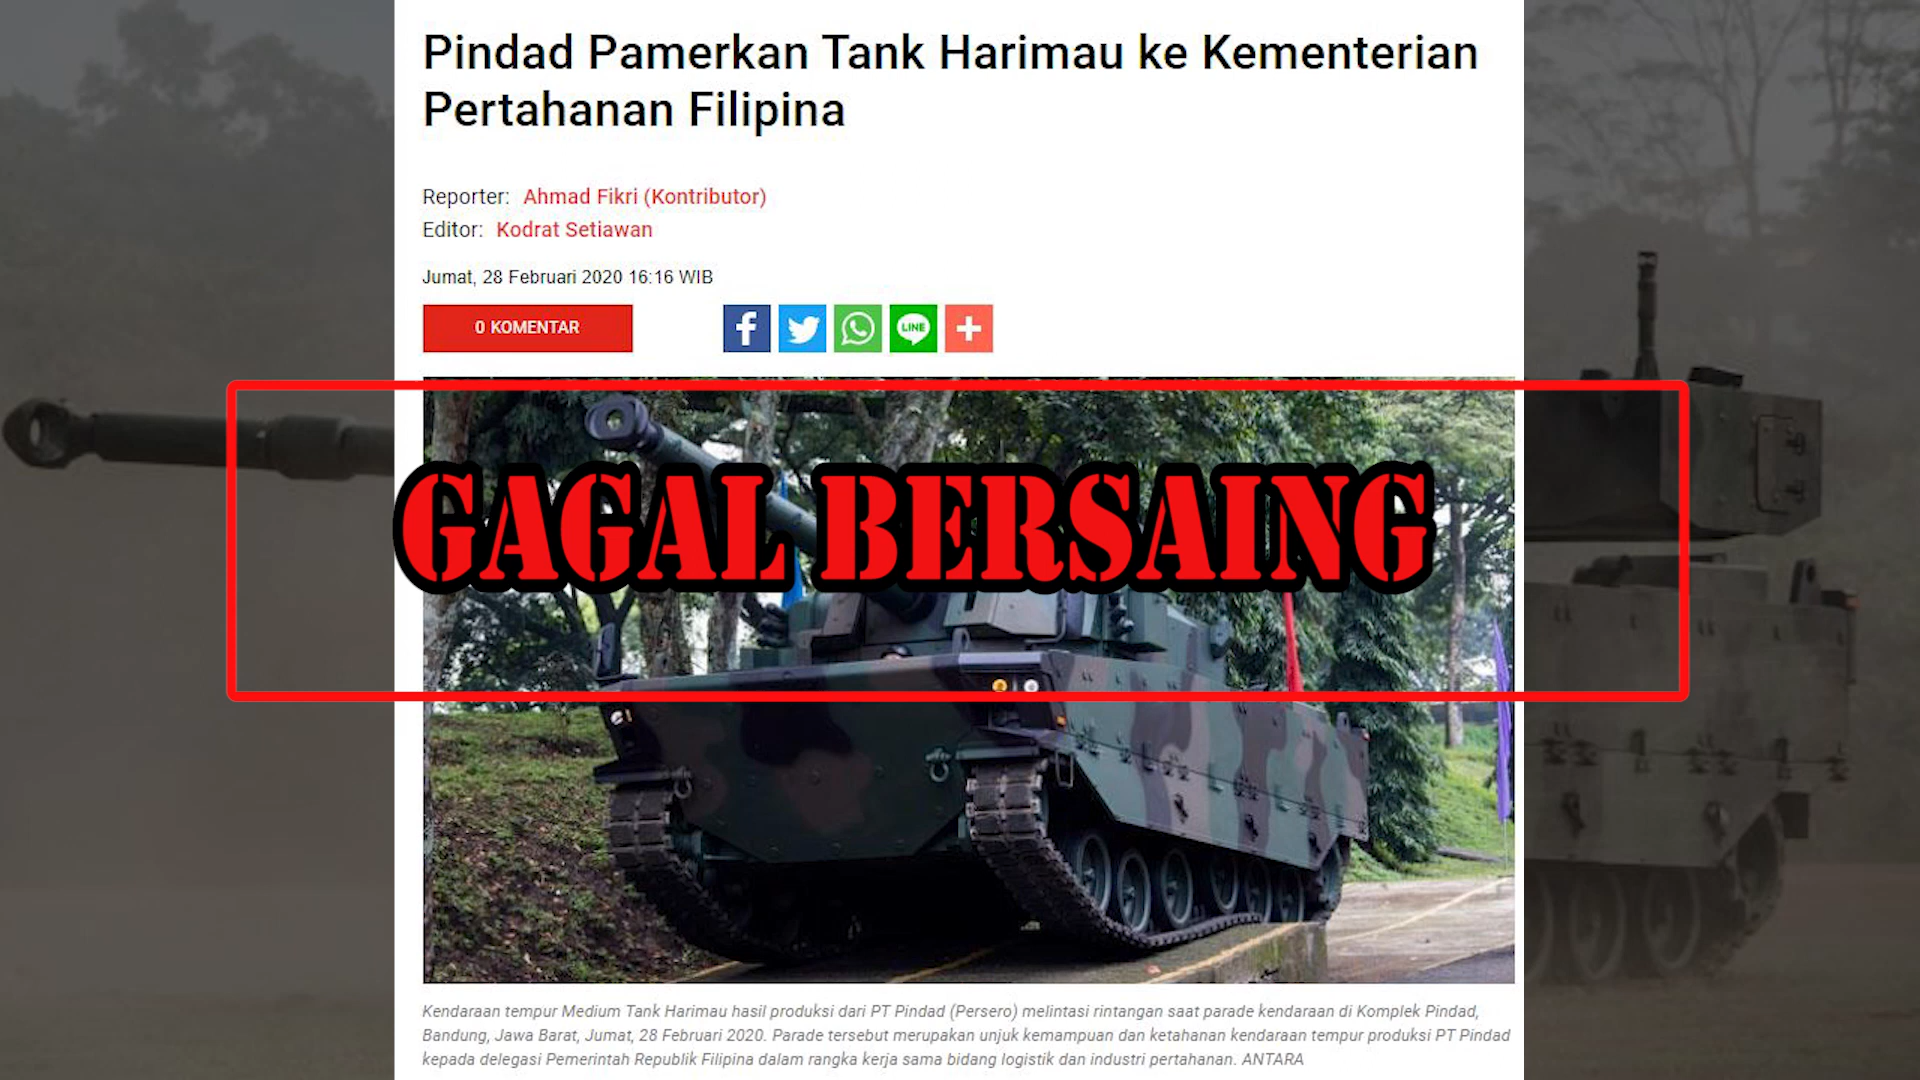 Pindad Pamerkan Tank Harimau ke Kementerian
Pertahanan Filipina
Reporter: Ahmad Fikri (Kontributor)
Editor: Kodrat Setiawan
Jumat, 28 Februari 2020 16:16 WIB
0 KOMENTAR
LINE
GAGAL BERSAING
Kendaraan tempur Medium Tank Harimau hasil produksi dari PT Pindad (Persero) melintasi rintangan saat parade kendaraan di Komplek Pindad,
Bandung, Jawa Barat, Jumat, 28 Februari 2020. Parade tersebut merupakan unjuk kemampuan dan ketahanan kendaraan tempur produksi PT Pindad
kepada delegasi Pemerintah Republik Filipina dalam rangka kerja sama bidang logistik dan industri pertahanan. ANTARA